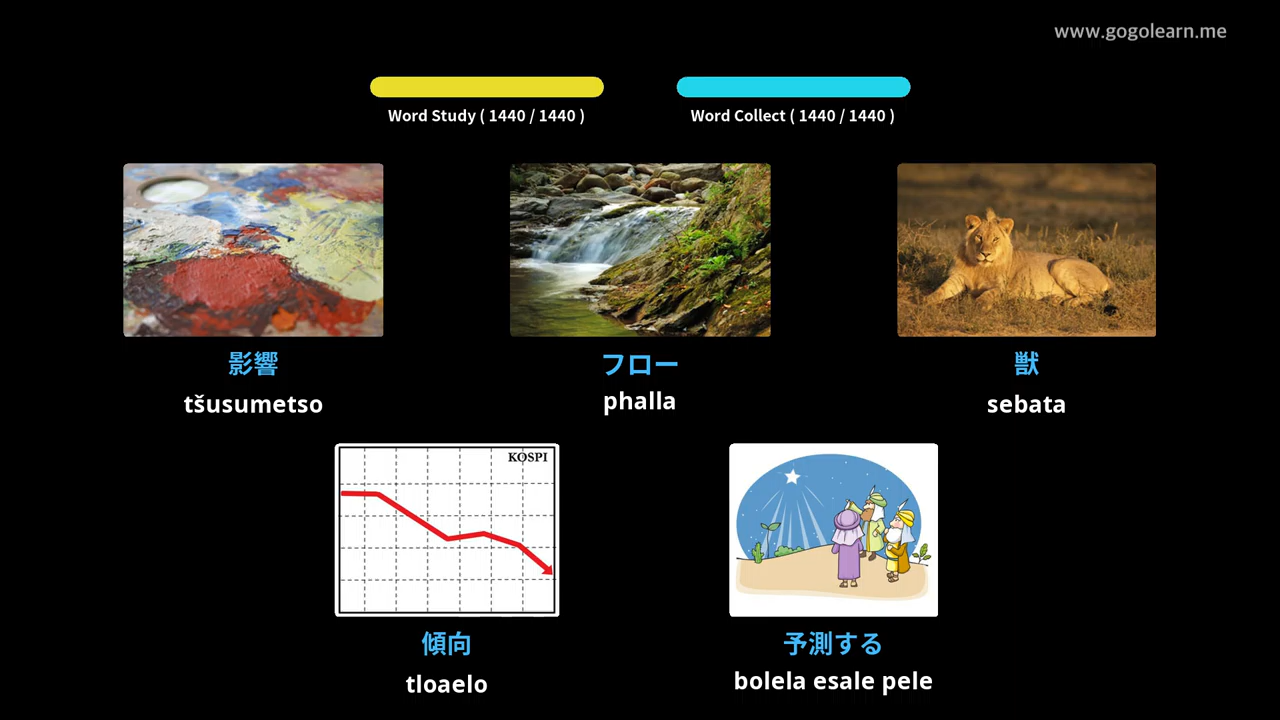 www.gogolearn.me
Word Study ( 1440 / 1440 )
Word Collect ( 1440 / 1440 )
影響
フロー
獣
tšusumetso
phalla
sebata
KOSPI
傾向
予測する
tloaelo
bolela esale pele